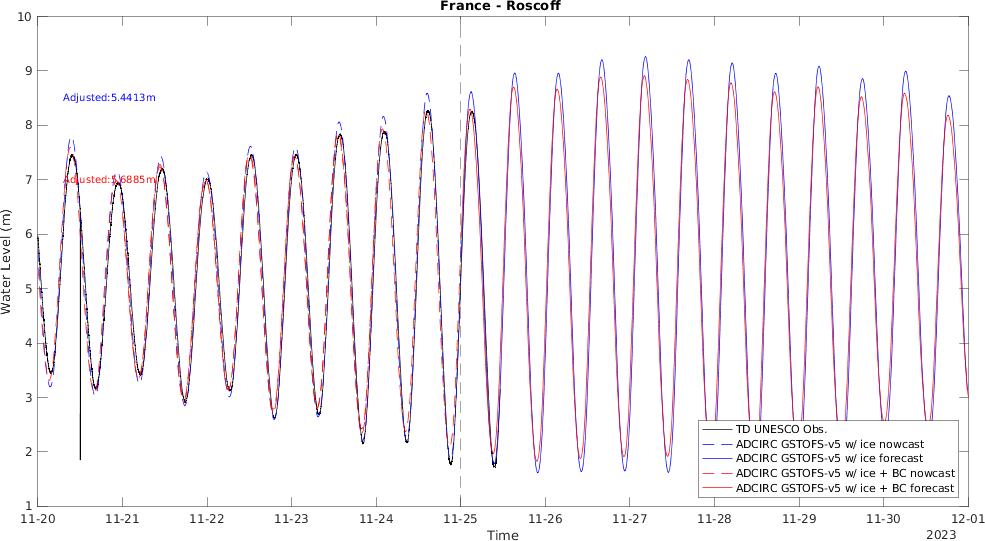 France - Roscoff
10
9
8
7
6
5
4
3
2
1
Water Level (m)
Adjusted:5.4413m
Adjusted:5.6885m
TD UNESCO Obs.
ADCIRC GSTOFS-v5 w/ ice nowcast
ADCIRC GSTOFS-v5 w/ ice forecast
ADCIRC GSTOFS-v5 w/ ice + BC nowcast
ADCIRC GSTOFS-v5 w/ ice + BC forecast
11-20 11-21 11-22 11-23 11-24 11-25 11-26 11-27 11-28 11-29 11-30 12-01
Time
2023